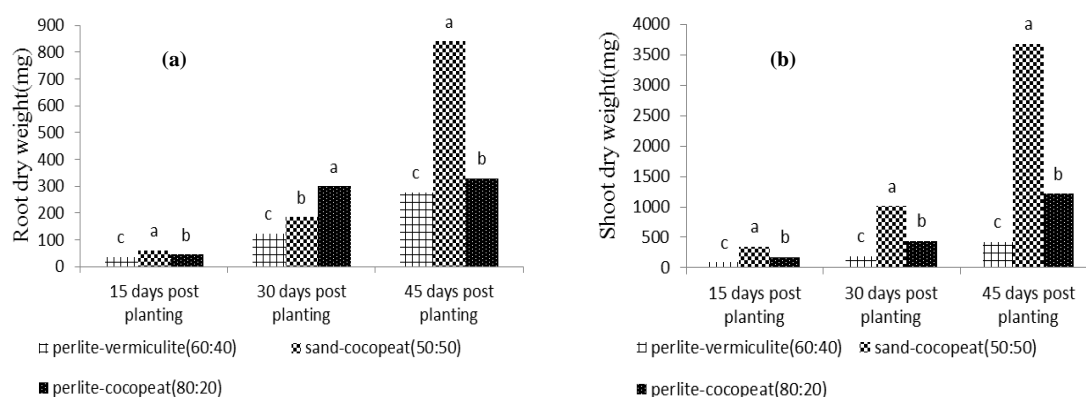 (a)
Root dry weight(mg)
900
800
700
600
500
400
300
200
100
0
c a b
c b a
c a b
15 days post
planting
30 days post
planting
45 days post
planting
perlite-vermiculite(60:40)
sand-cocopeat(50:50)
perlite-cocopeat(80:20)
(b)
Shoot dry weight(mg)
4000
3500
3000
2500
2000
1500
1000
500
0
c a b
c a b
c a b
15 days post
planting
30 days post
planting
45 days post
planting
perlite-vermiculite(60:40)
sand-cocopeat(50:50)
perlite-cocopeat(80:20)